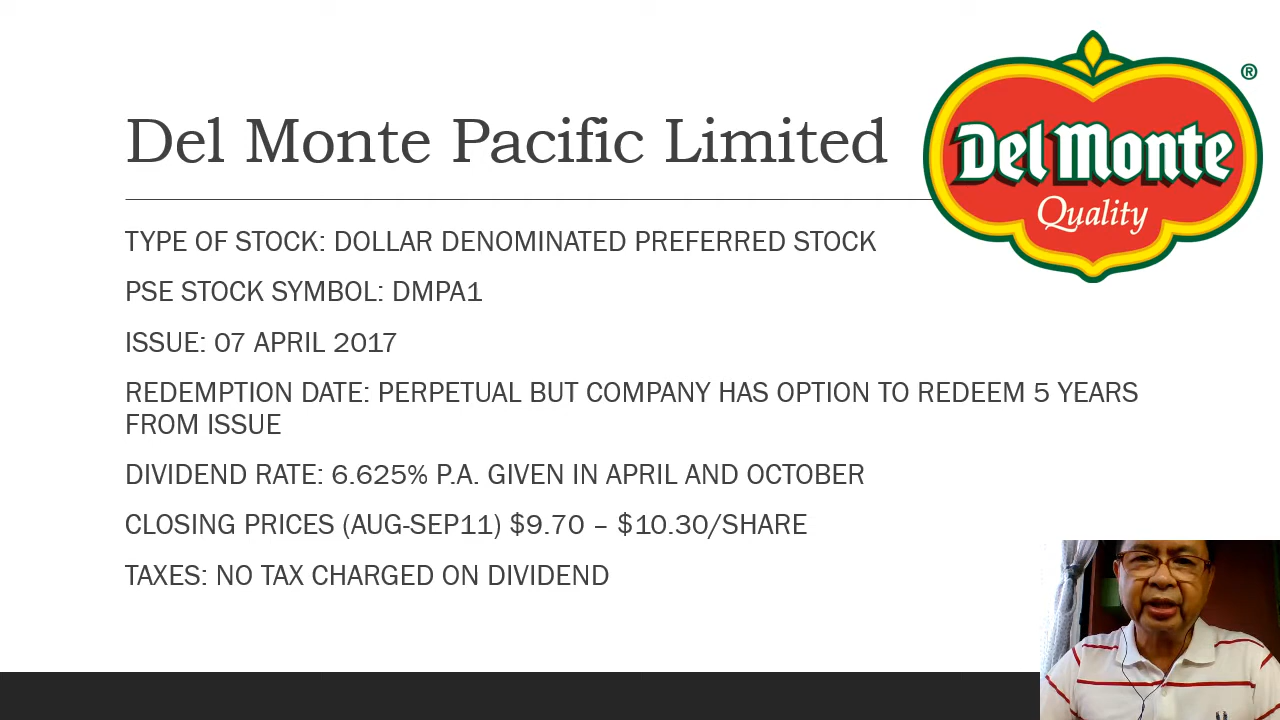 Del Monte Pacific Limited
®
Del Monte
Quality
TYPE OF STOCK: DOLLAR DENOMINATED PREFERRED STOCK
PSE STOCK SYMBOL: DMPA1
ISSUE: 07 APRIL 2017
REDEMPTION DATE: PERPETUAL BUT COMPANY HAS OPTION TO REDEEM 5 YEARS
FROM ISSUE
DIVIDEND RATE: 6.625% P.A. GIVEN IN APRIL AND OCTOBER
CLOSING PRICES (AUG-SEP11) $9.70 – $10.30/SHARE
TAXES: NO TAX CHARGED ON DIVIDEND